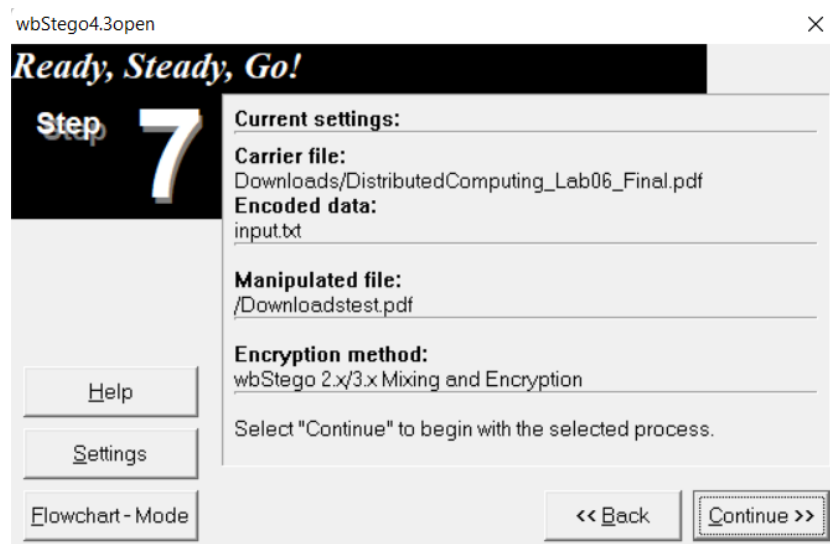 wbStego4.3open
Ready, Steady, Go!
Step 7
Current settings:
Carrier file:
Downloads/DistributedComputing_Lab06_Final.pdf
Encoded data:
input.txt
Manipulated file:
/Downloadstest.pdf
Encryption method:
wbStego 2.x/3.x Mixing and Encryption
Select "Continue" to begin with the selected process.
Help
Settings
Flowchart - Mode
<< Back
Continue >>